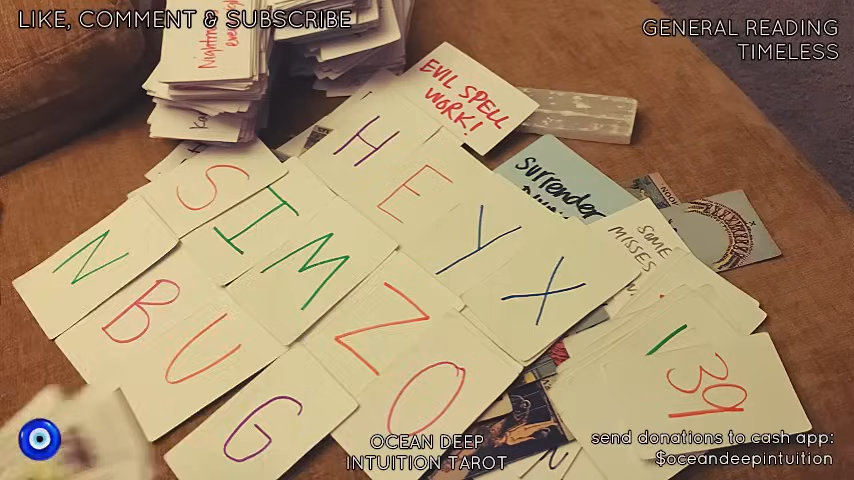 LIKE, COMMENT & SUBSCRIBE
GENERAL READING
TIMELESS
EVIL SPELL
WORK!
H
E
Y
X
S
I
M
N
B
U
Z
O
G
Surrender
SOME
MISSES
39
OCEAN DEEP
INTUITION TAROT
send donations to cash app:
$oceandeepintuition